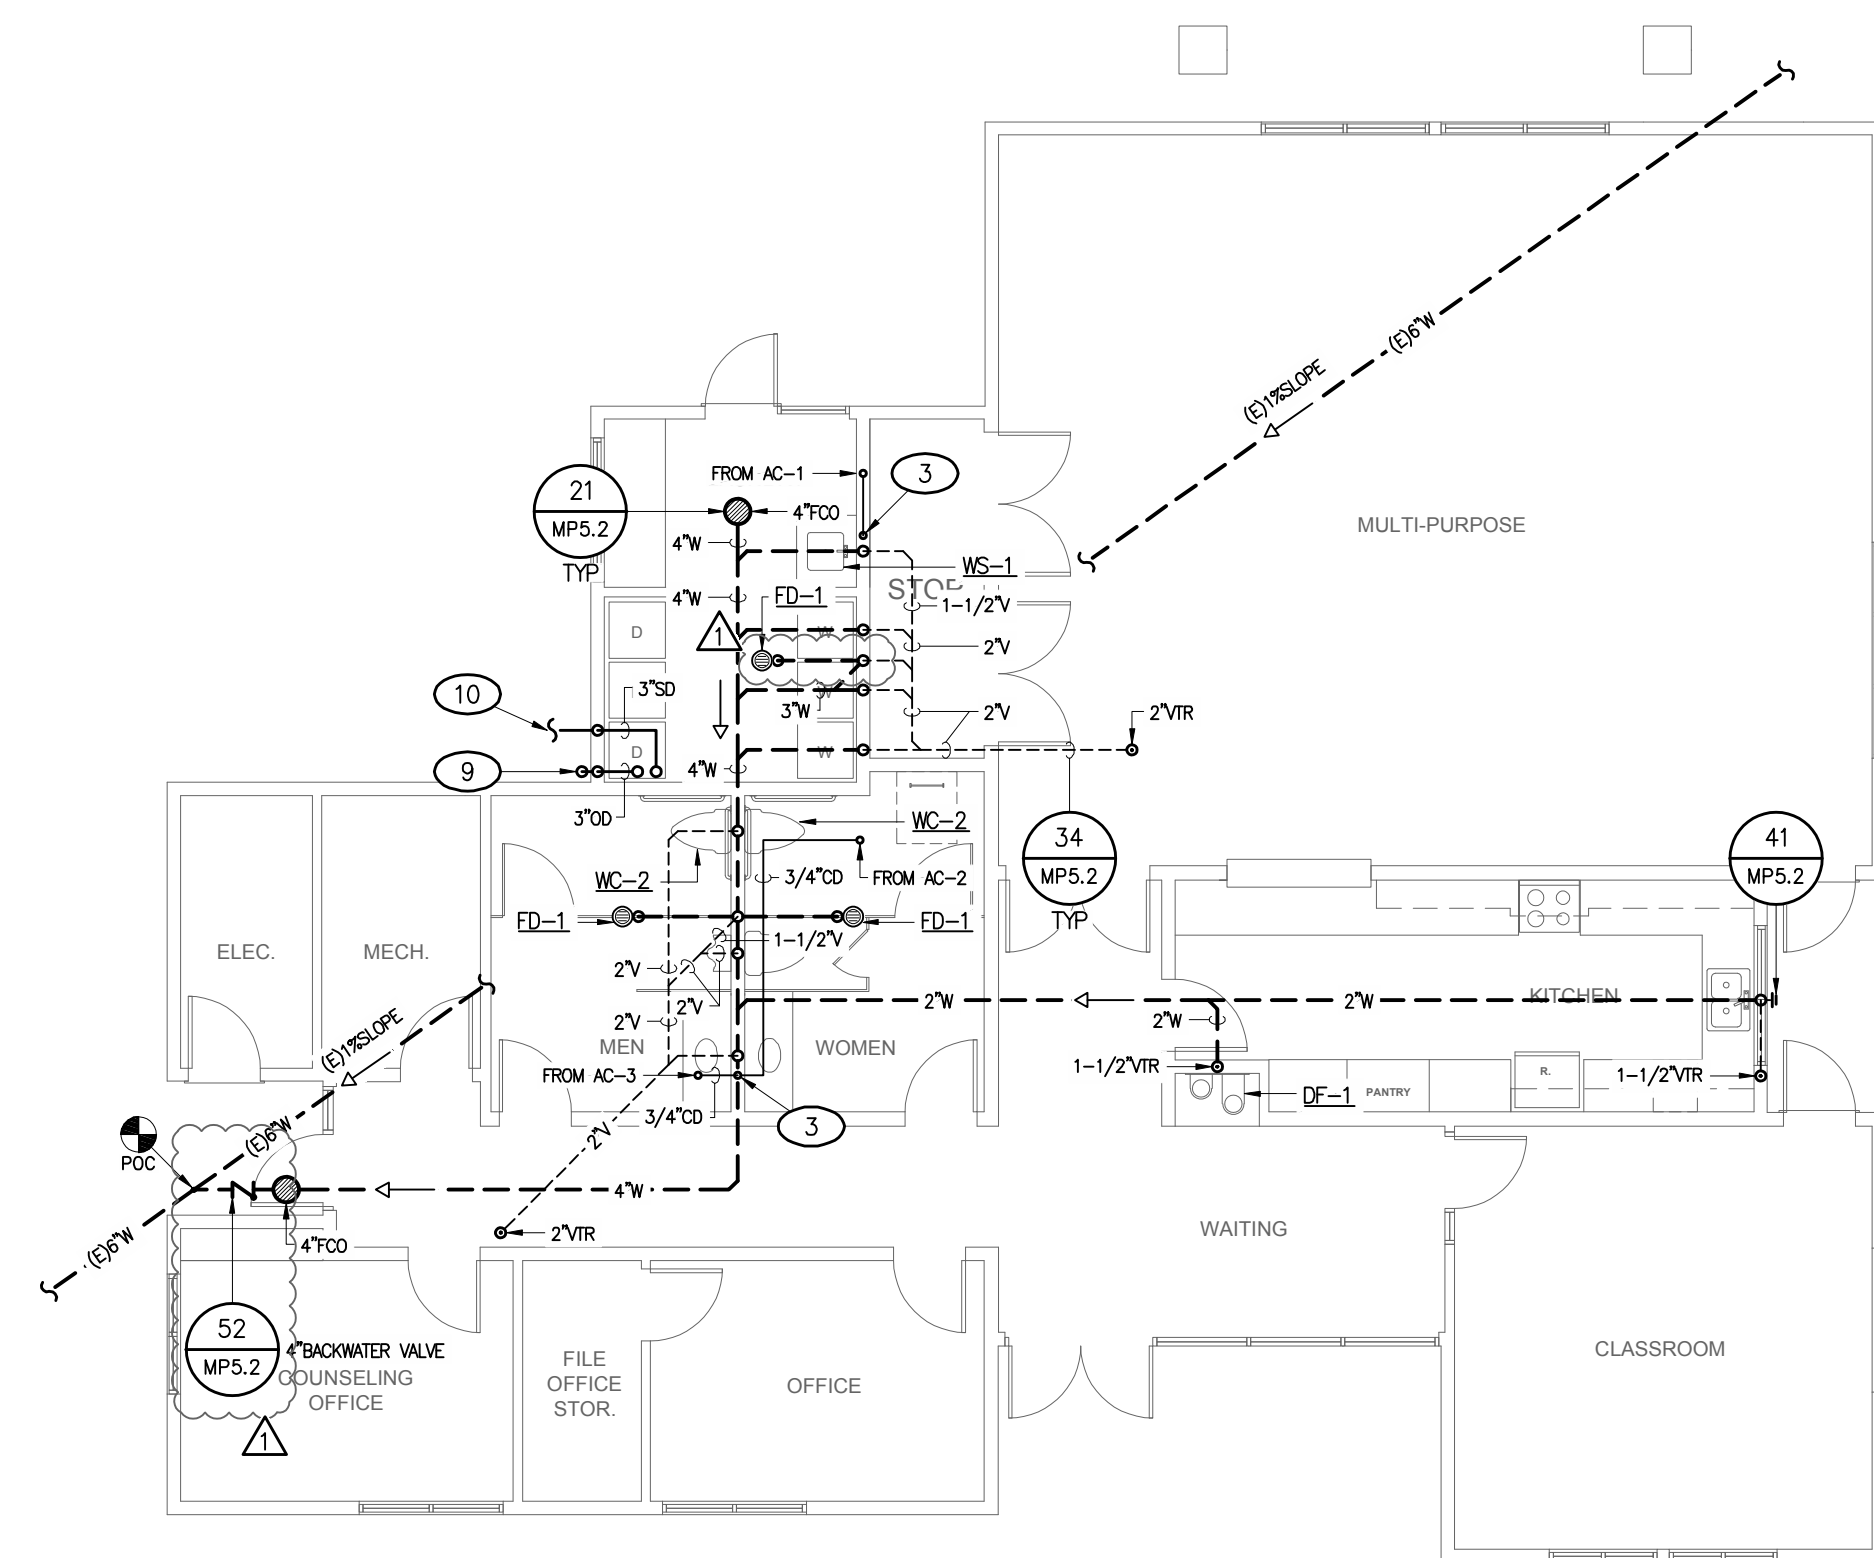 (E)6"W
(E)1%SLOPE
FROM AC-1
3
21
MP5.2
TYP
4"FCO
4"W
MULTI-PURPOSE
WS-1
STOR
4"W
FD-1
1-1/2"V
D
1
W
2"V
10
3"SD
W
3"W
2"V
2"VTR
D
W
9
4"W
3"OD
WC-2
34
MP5.2
TYP
41
MP5.2
WC-2
3/4"CD
FROM AC-2
FD-1
FD-1
1-1/2"V
ELEC.
MECH.
2"V
2"V
2"W
2"W
KITCHEN
2"V
2"W
(E)1%SLOPE
MEN
WOMEN
1-1/2"VTR
FROM AC-3
R.
1-1/2"VTR
3/4"CD
DF-1
PANTRY
3
(E)6"W
2"V
POC
4"W
WAITING
2"VTR
4"FCO
(E)6"W
52
MP5.2
4"BACKWATER VALVE
COUNSELING
OFFICE
FILE
OFFICE
STOR.
OFFICE
CLASSROOM
1